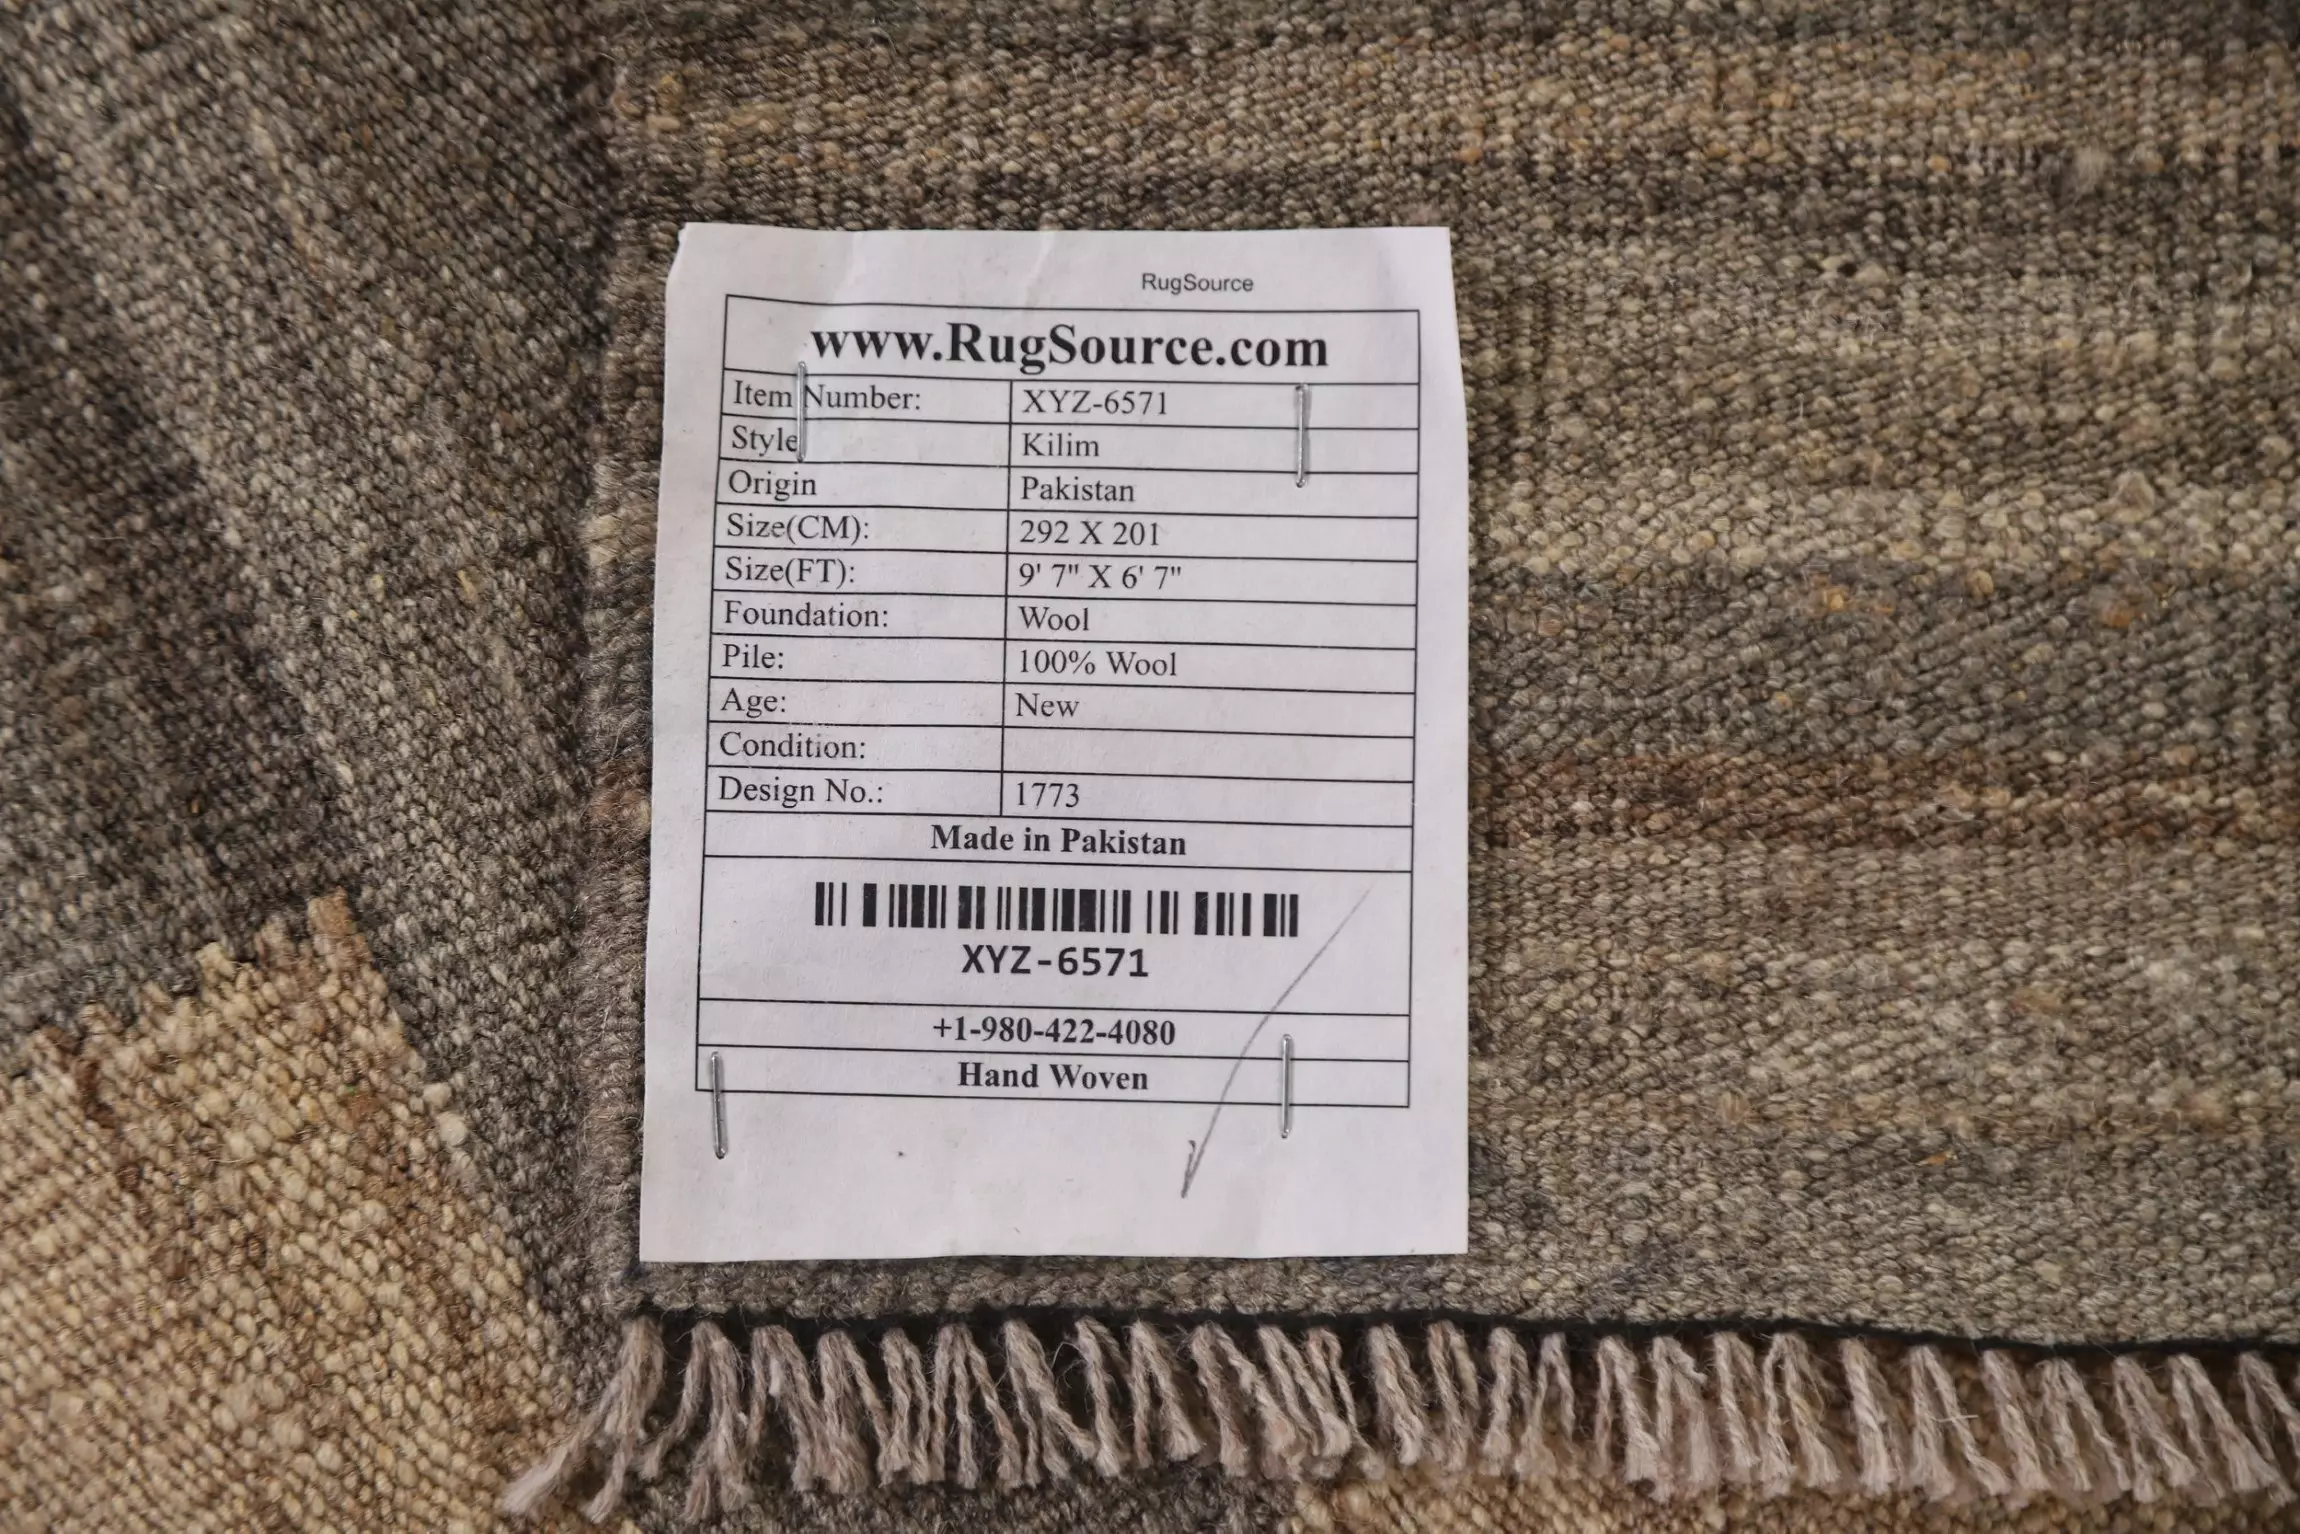 RugSource
www.RugSource.com
Item Number: XYZ-6571
Style Kilim
Origin Pakistan
Size(CM): 292 X 201
Size(FT): 9' 7" X 6' 7"
Foundation: Wool
Pile: 100% Wool
Age: New
Condition:
Design No.: 1773
Made in Pakistan
XYZ-6571
+1-980-422-4080
Hand Woven